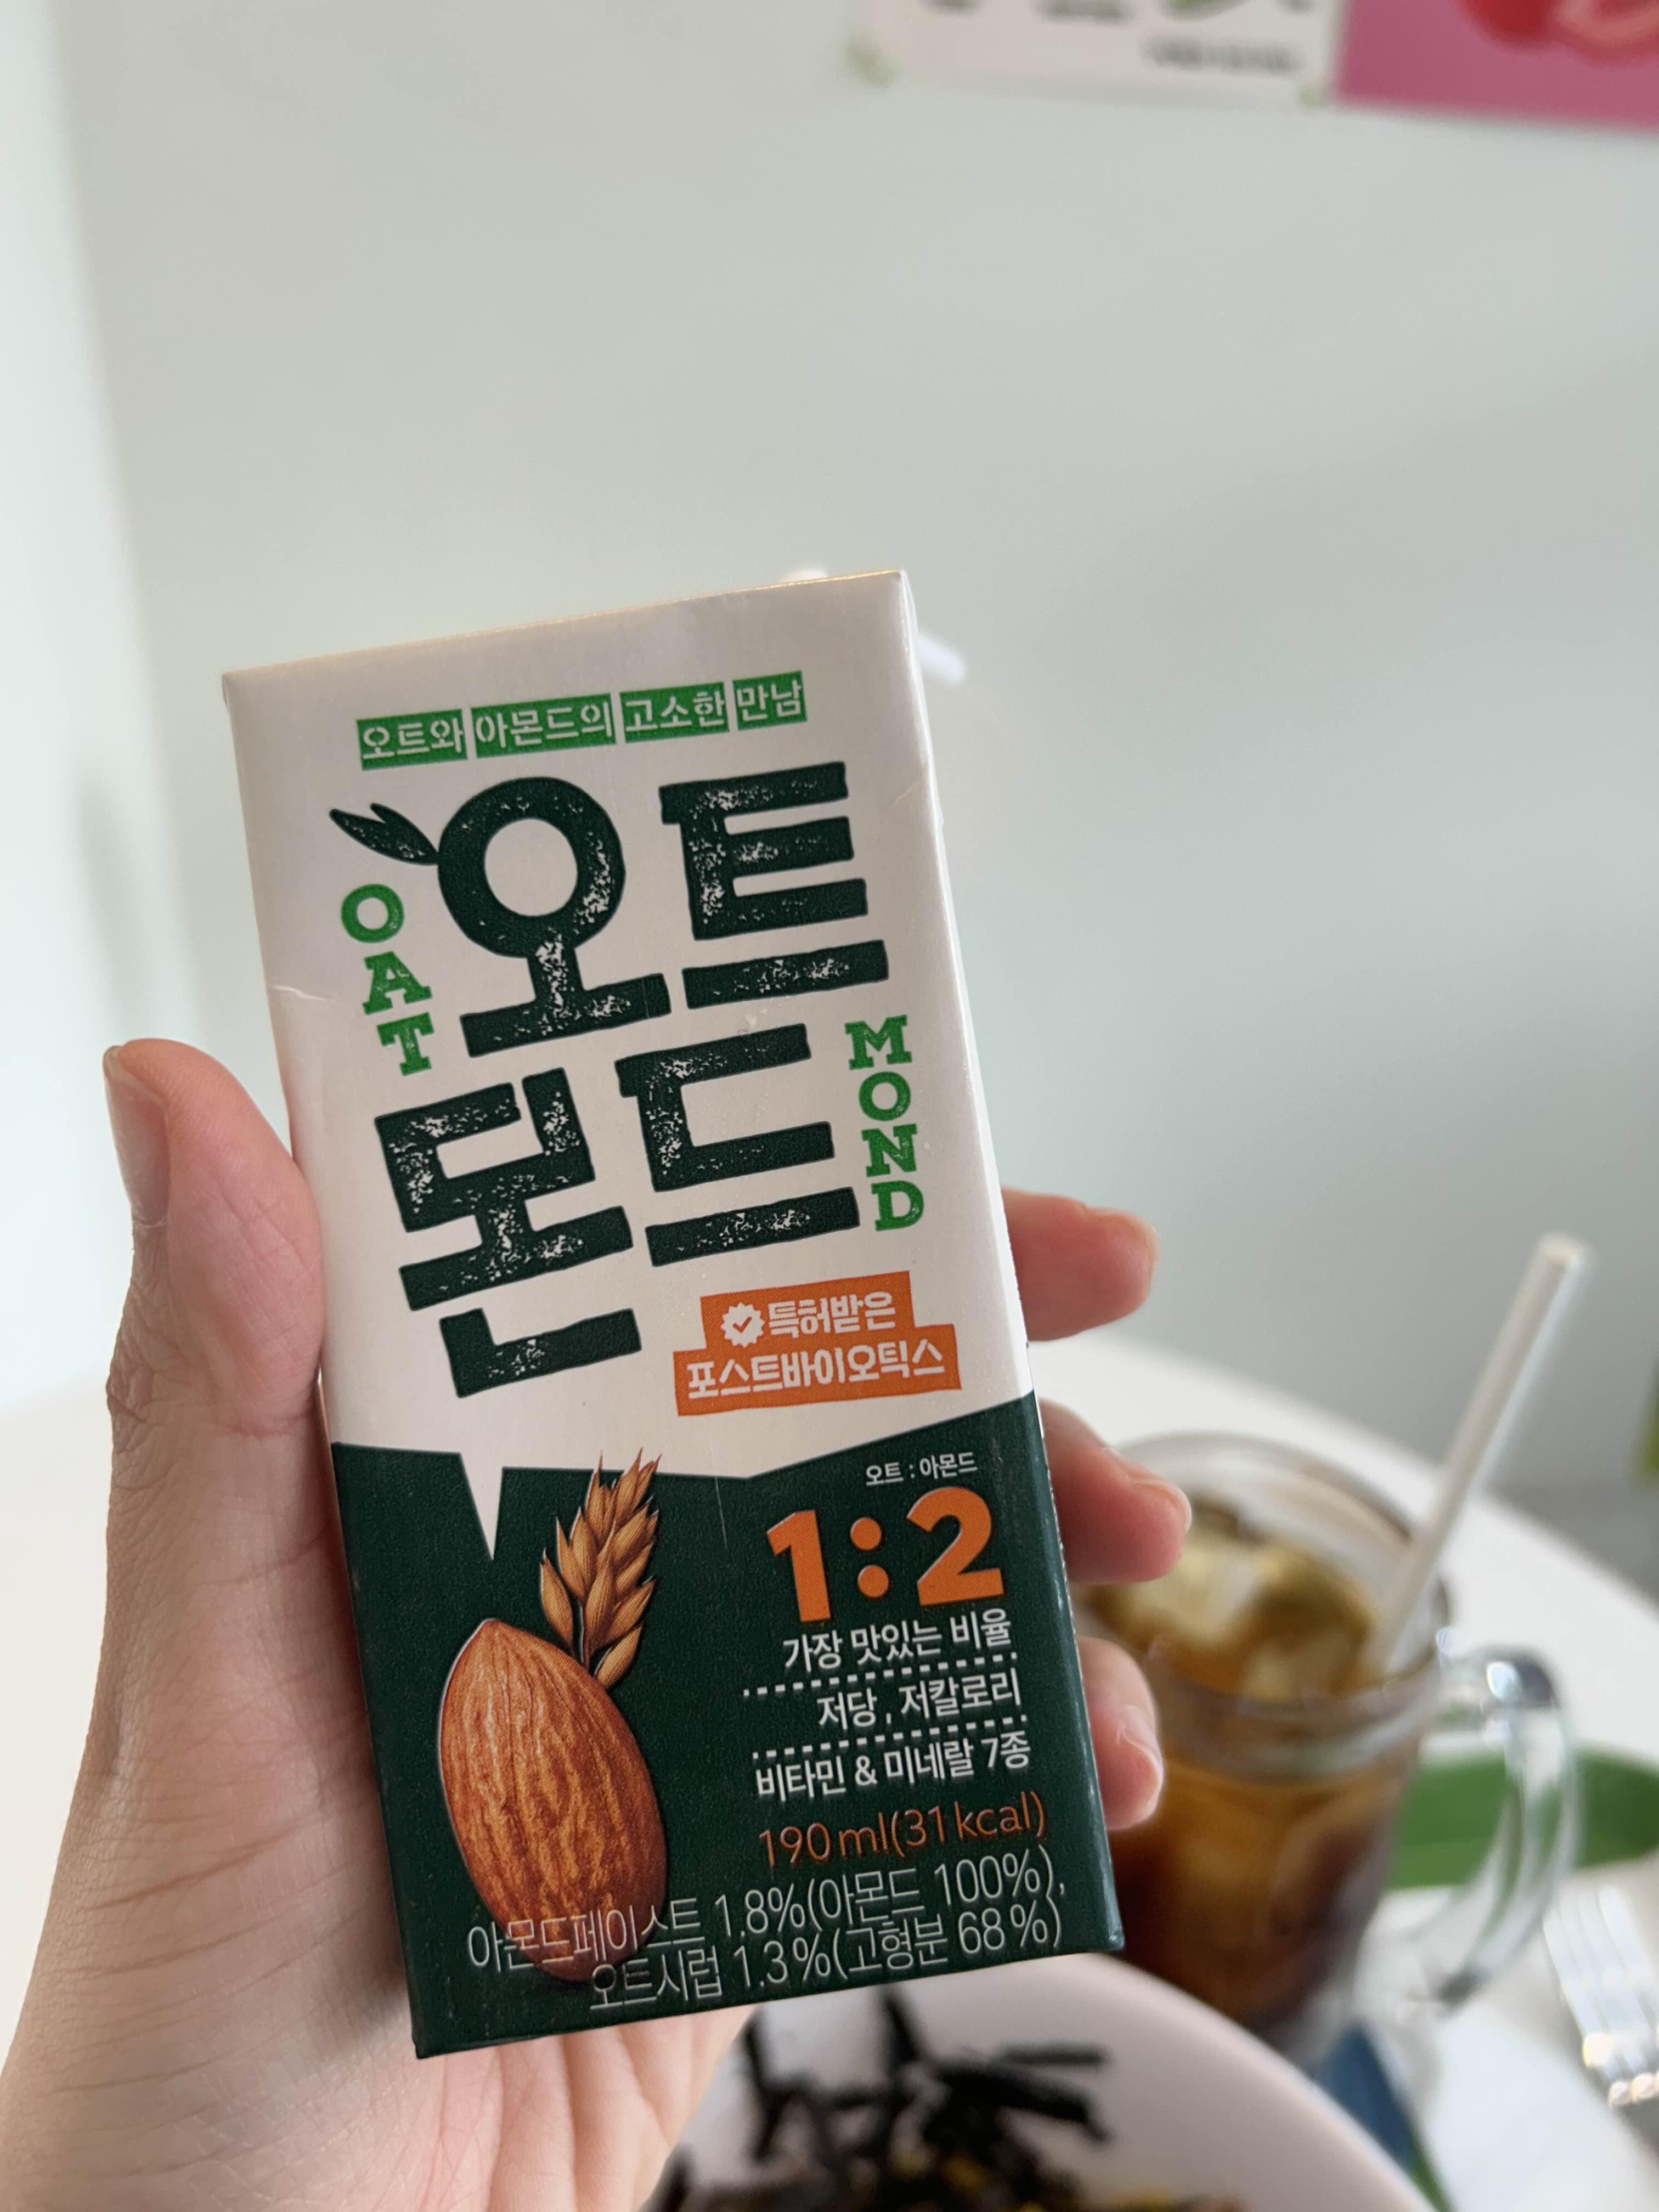 오트와 아몬드의 고소한 만남
오트
OAT
몬드
MOND
특허받은
포스트바이오틱스
오트 : 아몬드
1:2
가장 맛있는 비율
저당, 저칼로리
비타민 & 미네랄 7종
190 ml(31 kcal)
아몬드페이스트 1.8%(아몬드 100%),
오트시럽 1.3%(고형분 68%)